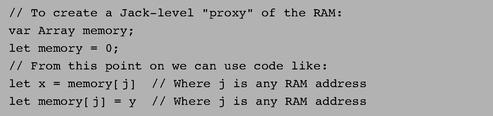 // To create a Jack-level "proxy" of the RAM:
var Array memory;
let memory = 0;
// From this point on we can use code like:
let x = memory[j]  // Where j is any RAM address
let memory[j] = y  // Where j is any RAM address